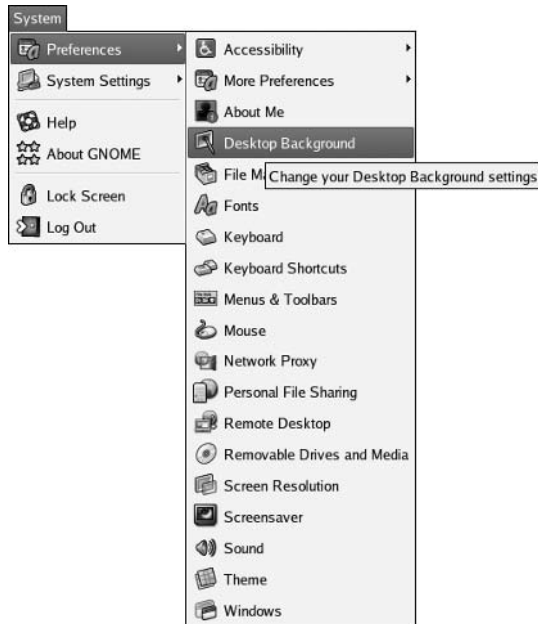 System
Preferences
System Settings
Help
About GNOME
Lock Screen
Log Out
Accessibility
More Preferences
About Me
Desktop Background
File M
Change your Desktop Background settings
Fonts
Keyboard
Keyboard Shortcuts
Menus & Toolbars
Mouse
Network Proxy
Personal File Sharing
Remote Desktop
Removable Drives and Media
Screen Resolution
Screensaver
Sound
Theme
Windows